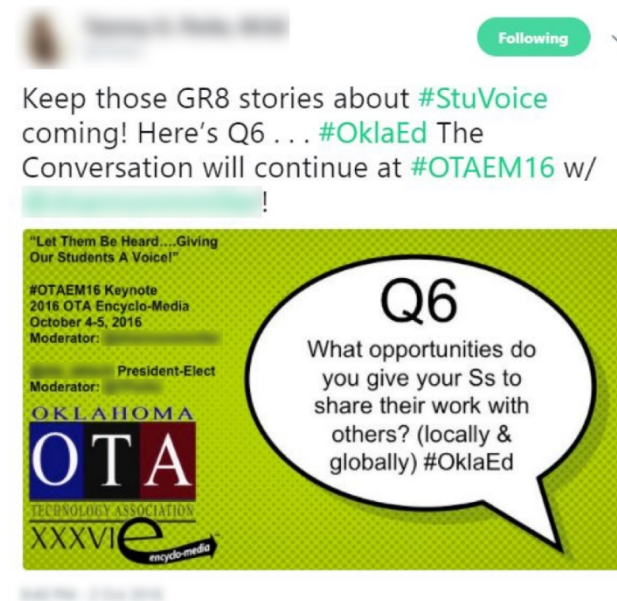 Following
Keep those GR8 stories about #StuVoice
coming! Here's Q6 . . . #OklaEd The
Conversation will continue at #OTAEM16 w/
!
"Let Them Be Heard....Giving
Our Students A Voice!"
#OTAEM16 Keynote
2016 OTA Encyclo-Media
October 4-5, 2016
Moderator:
President-Elect
Moderator:
OKLAHOMA
OTA
TECHNOLOGY ASSOCIATION
XXXVI
encyclo-media
Q6
What opportunities do
you give your Ss to
share their work with
others? (locally &
globally) #OklaEd